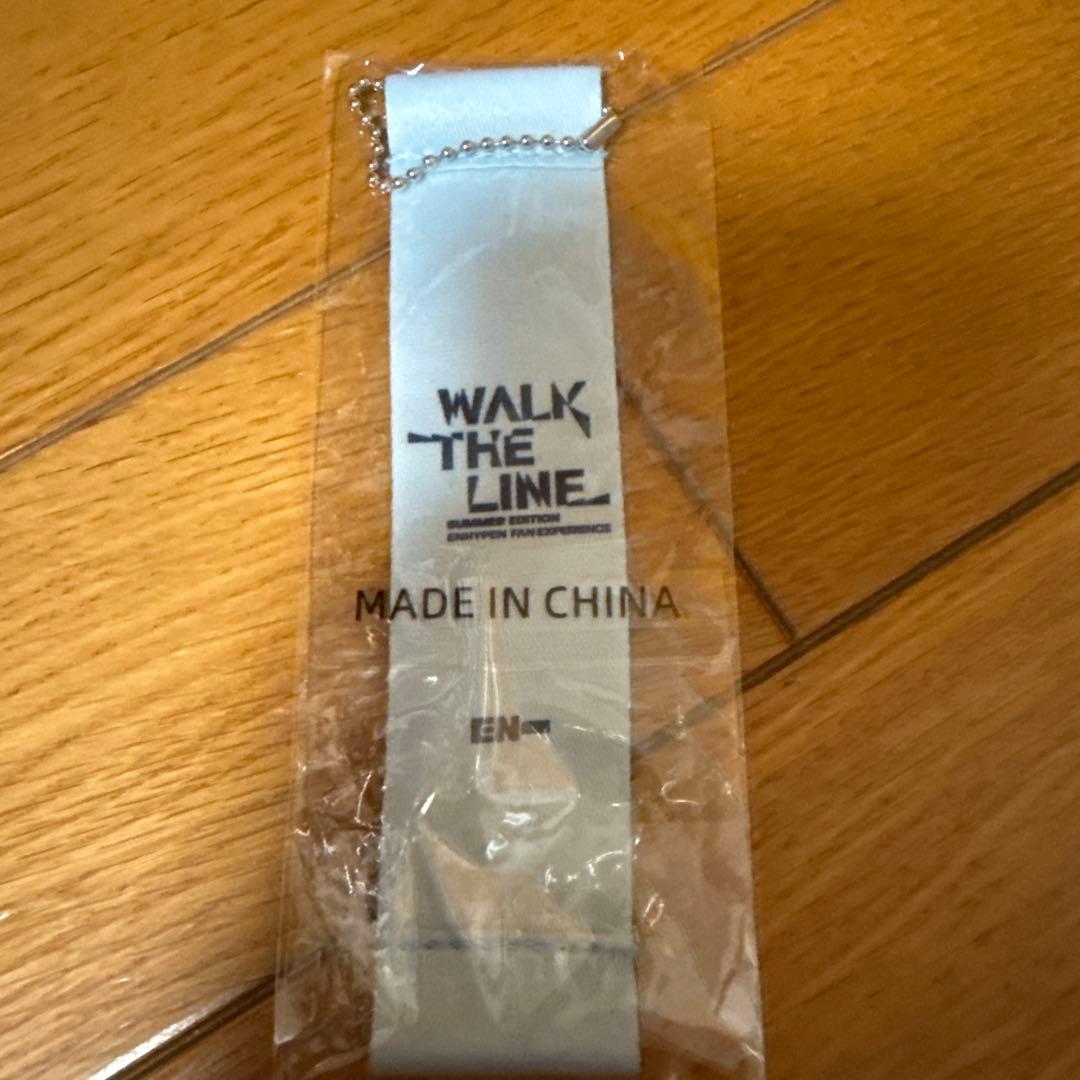 WALK
THE
LINE
SUMMER EDITION
ENHYPEN FAN EXPERIENCE
MADE IN CHINA
EN-